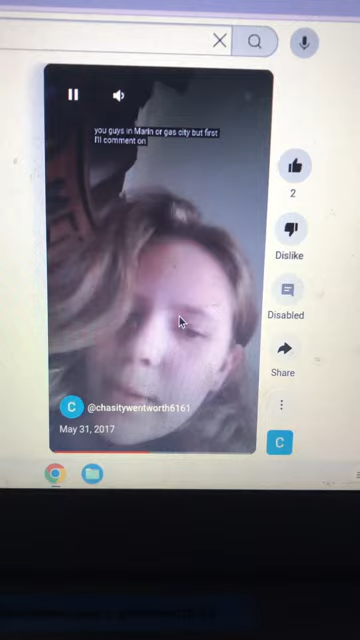 you guys in Marin or gas city but first
I'll comment on
2
Dislike
Disabled
Share
C @chasitywentworth6161
May 31, 2017
C